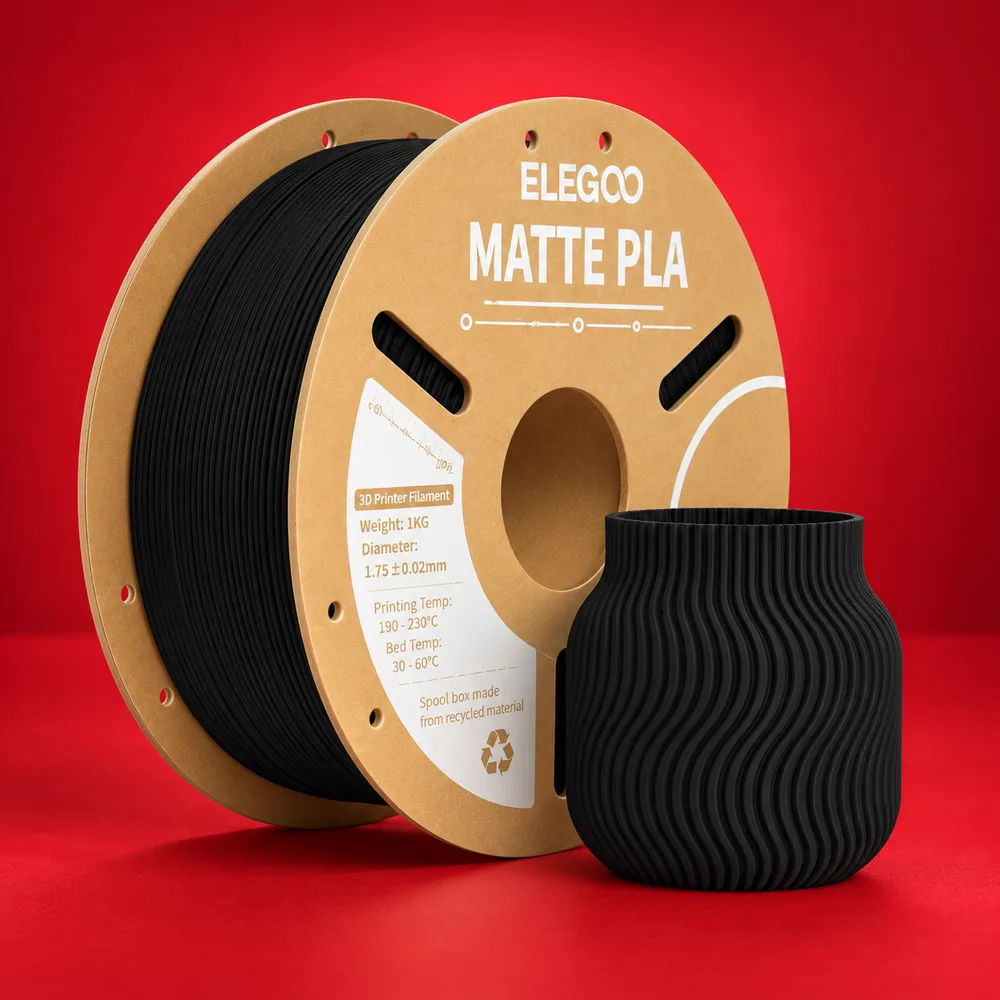 ELEGOO
MATTE PLA
3D Printer Filament
Weight: 1KG
Diameter:
1.75 ± 0.02mm
Printing Temp:
190 - 230°C
Bed Temp:
30 - 60°C
Spool box made
from recycled material